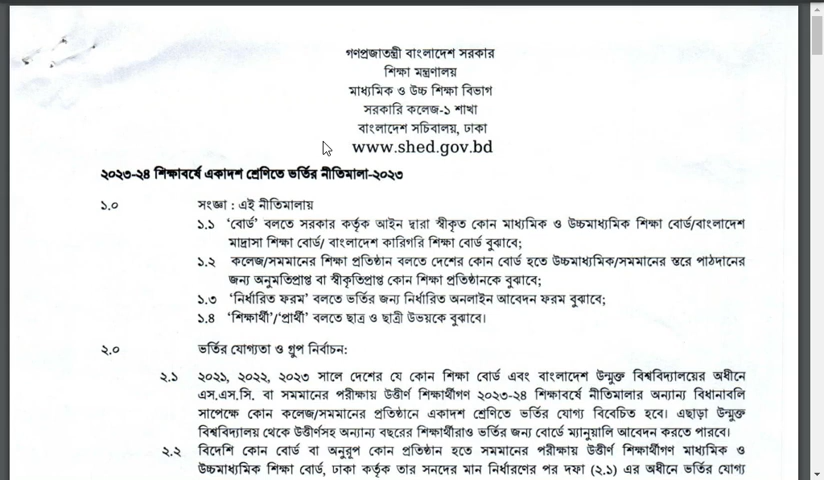 গণপ্রজাতন্ত্রী বাংলাদেশ সরকার
শিক্ষা মন্ত্রণালয়
মাধ্যমিক ও উচ্চ শিক্ষা বিভাগ
সরকারি কলেজ-১ শাখা
বাংলাদেশ সচিবালয়, ঢাকা
www.shed.gov.bd
২০২৩-২৪ শিক্ষাবর্ষে একাদশ শ্রেণিতে ভর্তির নীতিমালা-২০২৩
১.০ সংজ্ঞা : এই নীতিমালায়
১.১ ‘বোর্ড’ বলতে সরকার কর্তৃক আইন দ্বারা স্বীকৃত কোন মাধ্যমিক ও উচ্চমাধ্যমিক শিক্ষা বোর্ড/বাংলাদেশ
মাদ্রাসা শিক্ষা বোর্ড/ বাংলাদেশ কারিগরি শিক্ষা বোর্ড বুঝাবে;
১.২ কলেজ/সমমানের শিক্ষা প্রতিষ্ঠান বলতে দেশের কোন বোর্ড হতে উচ্চমাধ্যমিক/সমমানের স্তরে পাঠদানের
জন্য অনুমতিপ্রাপ্ত বা স্বীকৃতিপ্রাপ্ত কোন শিক্ষা প্রতিষ্ঠানকে বুঝাবে;
১.৩ ‘নির্ধারিত ফরম’ বলতে ভর্তির জন্য নির্ধারিত অনলাইন আবেদন ফরম বুঝাবে;
১.৪ ‘শিক্ষার্থী’/‘প্রার্থী’ বলতে ছাত্র ও ছাত্রী উভয়কে বুঝাবে।
২.০ ভর্তির যোগ্যতা ও গ্রুপ নির্বাচন:
২.১ ২০২১, ২০২২, ২০২৩ সালে দেশের যে কোন শিক্ষা বোর্ড এবং বাংলাদেশ উন্মুক্ত বিশ্ববিদ্যালয়ের অধীনে
এস.এস.সি. বা সমমানের পরীক্ষায় উত্তীর্ণ শিক্ষার্থীগণ ২০২৩-২৪ শিক্ষাবর্ষে নীতিমালার অন্যান্য বিধানাবলি
সাপেক্ষে কোন কলেজ/সমমানের প্রতিষ্ঠানে একাদশ শ্রেণিতে ভর্তির যোগ্য বিবেচিত হবে। এছাড়া উন্মুক্ত
বিশ্ববিদ্যালয় থেকে উত্তীর্ণসহ অন্যান্য বছরের শিক্ষার্থীরাও ভর্তির জন্য বোর্ডে ম্যানুয়ালি আবেদন করতে পারবে।
২.২ বিদেশি কোন বোর্ড বা অনুরূপ কোন প্রতিষ্ঠান হতে সমমানের পরীক্ষায় উত্তীর্ণ শিক্ষার্থীগণ মাধ্যমিক ও
উচ্চমাধ্যমিক শিক্ষা বোর্ড, ঢাকা কর্তৃক তার সনদের মান নির্ধারণের পর দফা (২.১) এর অধীনে ভর্তির যোগ্য